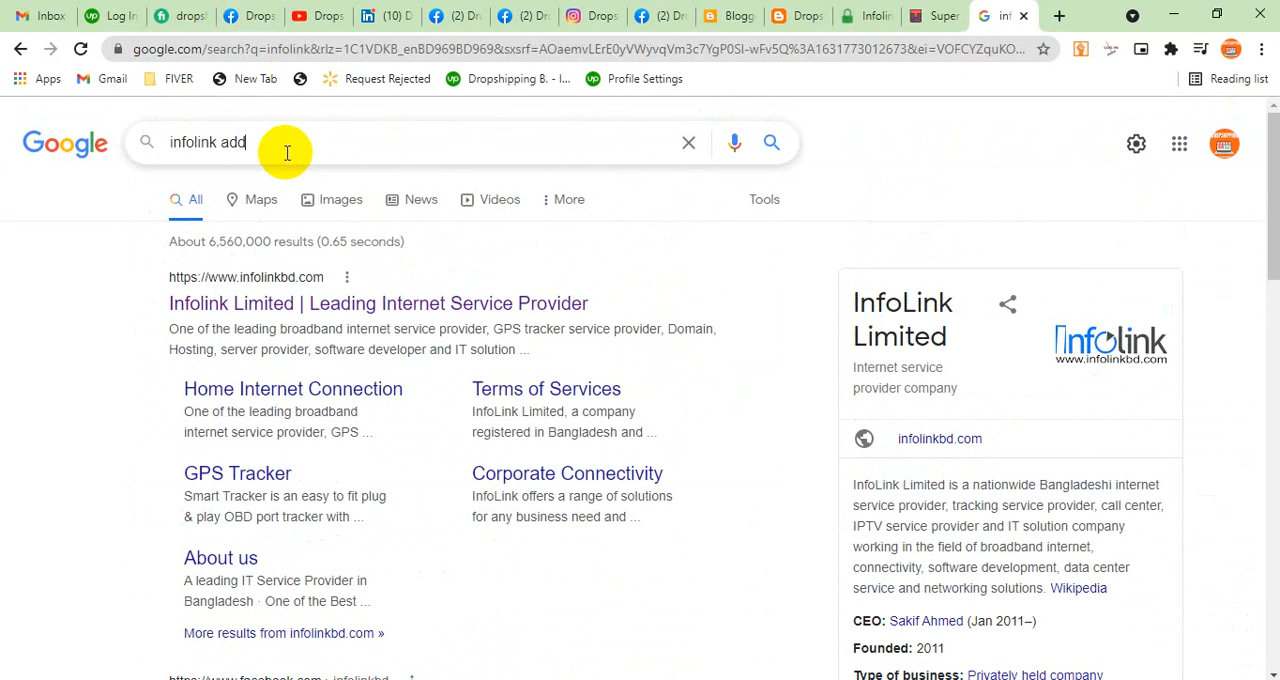 Inbox
Log In
drops
Drops
Drops
(10) D
(2) Dr
(2) Dr
Drops
(2) Dr
Blogg
Drops
Infolin
Super
inf
google.com/search?q=infolink&rlz=1C1VDKB_enBD969BD969&sxsrf=AOaemvLErE0yVWyvqVm3c7YgP0SI-wFv5Q%3A1631773012673&ei=VOFCYZquKO...
Apps
Gmail
FIVER
New Tab
Request Rejected
Dropshipping B. - I...
Profile Settings
Reading list
Google
infolink add
All
Maps
Images
News
Videos
More
Tools
About 6,560,000 results (0.65 seconds)
https://www.infolinkbd.com
Infolink Limited | Leading Internet Service Provider
One of the leading broadband internet service provider, GPS tracker service provider, Domain,
Hosting, server provider, software developer and IT solution ...
Home Internet Connection
One of the leading broadband
internet service provider, GPS ...
Terms of Services
InfoLink Limited, a company
registered in Bangladesh and ...
GPS Tracker
Smart Tracker is an easy to fit plug
& play OBD port tracker with ...
Corporate Connectivity
InfoLink offers a range of solutions
for any business need and ...
About us
A leading IT Service Provider in
Bangladesh · One of the Best ...
More results from infolinkbd.com »
https://www.facebook.com › infolinkbd
InfoLink
Limited
Internet service
provider company
infolink
www.infolinkbd.com
infolinkbd.com
InfoLink Limited is a nationwide Bangladeshi internet
service provider, tracking service provider, call center,
IPTV service provider and IT solution company
working in the field of broadband internet,
connectivity, software development, data center
service and networking solutions. Wikipedia
CEO: Sakif Ahmed (Jan 2011–)
Founded: 2011
Type of business: Privately held company